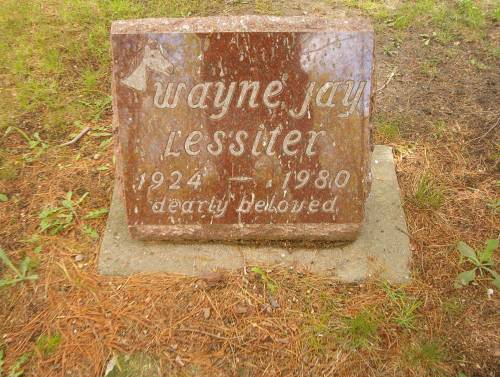 wayne jay
Lessiter
1924 — 1980
dearly beloved